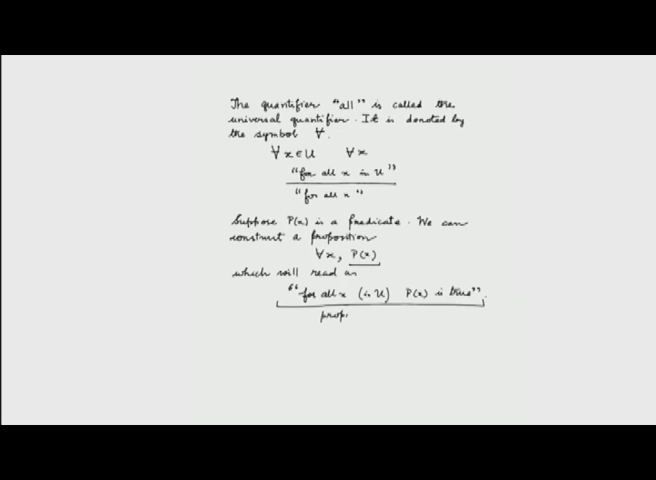 The quantifier "all" is called the
universal quantifier. It is denoted by
the symbol ∀.
∀ x ∈ U ∀ x
"for all x in U"
"for all x"
Suppose P(x) is a predicate. We can
construct a proposition
∀x, P(x)
which will read as
"for all x (in U) P(x) is true".
prop